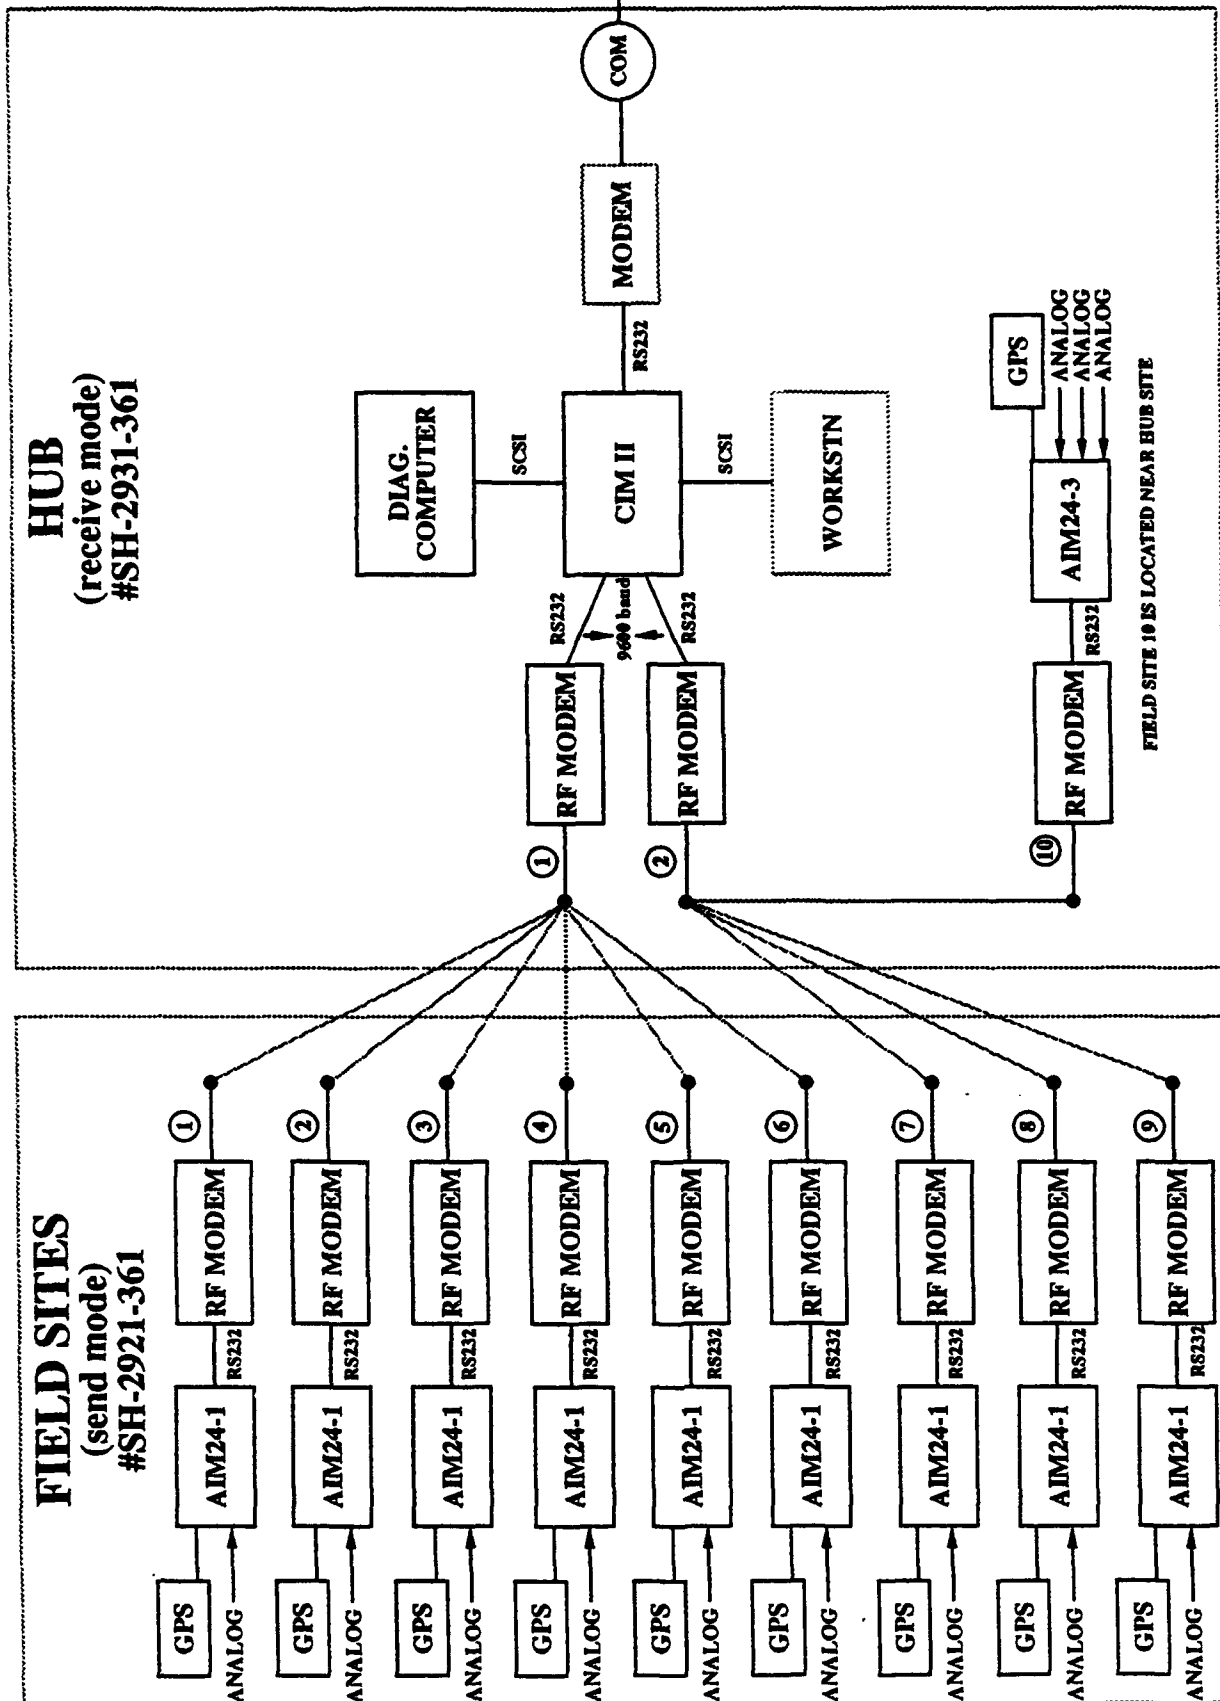 FIELD SITES
(send mode)
#SH-2921-361
GPS
ANALOG
AIM24-1
RS232
RF MODEM
1
GPS
ANALOG
AIM24-1
RS232
RF MODEM
2
GPS
ANALOG
AIM24-1
RS232
RF MODEM
3
GPS
ANALOG
AIM24-1
RS232
RF MODEM
4
GPS
ANALOG
AIM24-1
RS232
RF MODEM
5
GPS
ANALOG
AIM24-1
RS232
RF MODEM
6
GPS
ANALOG
AIM24-1
RS232
RF MODEM
7
GPS
ANALOG
AIM24-1
RS232
RF MODEM
8
GPS
ANALOG
AIM24-1
RS232
RF MODEM
9
HUB
(receive mode)
#SH-2931-361
DIAG.
COMPUTER
SCSI
1
RF MODEM
RS232
9600 baud
CIM II
RS232
MODEM
COM
2
RF MODEM
RS232
SCSI
WORKSTN
10
RF MODEM
RS232
AIM24-3
GPS
ANALOG
ANALOG
ANALOG
FIELD SITE 10 IS LOCATED NEAR HUB SITE